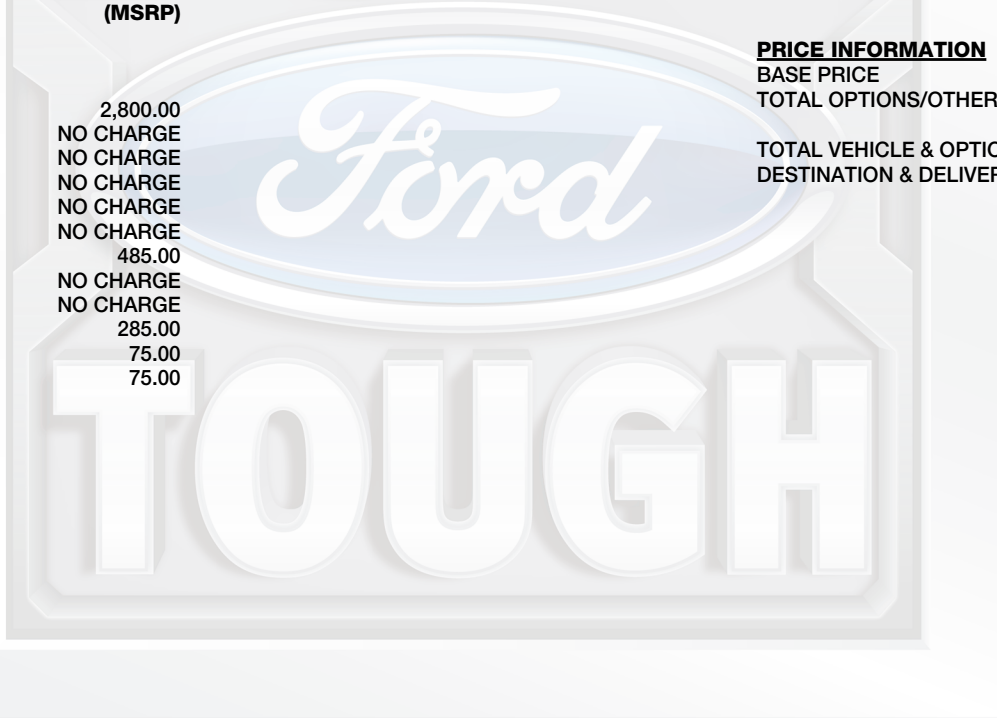 (MSRP)
2,800.00
NO CHARGE
NO CHARGE
NO CHARGE
NO CHARGE
NO CHARGE
485.00
NO CHARGE
NO CHARGE
285.00
75.00
75.00
PRICE INFORMATION
BASE PRICE
TOTAL OPTIONS/OTHER
TOTAL VEHICLE & OPTIO
DESTINATION & DELIVER
Ford
TOUGH